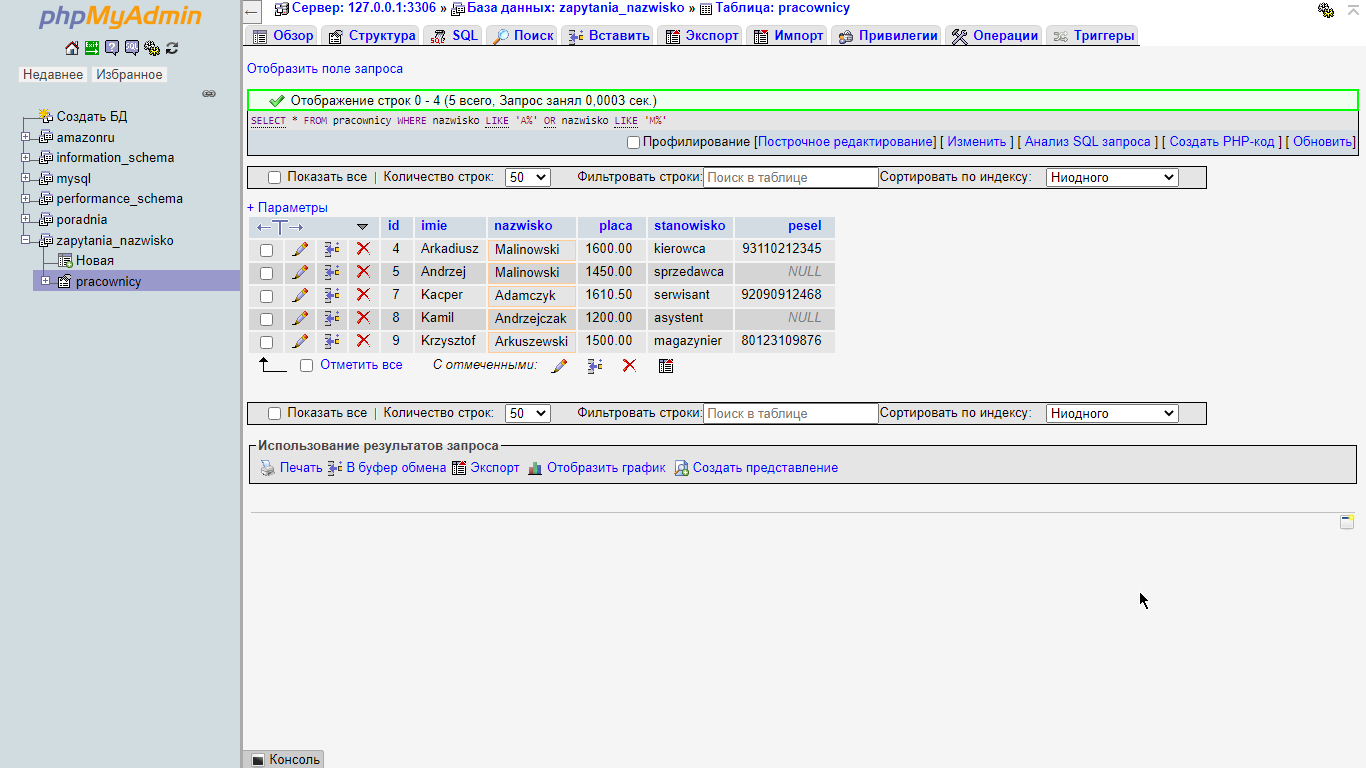 phpMyAdmin
Недавнее Избранное
Создать БД
amazonru
information_schema
mysql
performance_schema
poradnia
zapytania_nazwisko
Новая
pracownicy
Сервер: 127.0.0.1:3306 » База данных: zapytania_nazwisko » Таблица: pracownicy
Обзор Структура SQL Поиск Вставить Экспорт Импорт Привилегии Операции Триггеры
Отобразить поле запроса
Отображение строк 0 - 4 (5 всего, Запрос занял 0,0003 сек.)
SELECT * FROM pracownicy WHERE nazwisko LIKE 'A%' OR nazwisko LIKE 'M%'
Профилирование [Построчное редактирование] [ Изменить ] [ Анализ SQL запроса ] [ Создать PHP-код ] [ Обновить]
Показать все | Количество строк: 50 Фильтровать строки: Поиск в таблице Сортировать по индексу: Ниодного
+ Параметры
←T→ id imie nazwisko placa stanowisko pesel
4 Arkadiusz Malinowski 1600.00 kierowca 93110212345
5 Andrzej Malinowski 1450.00 sprzedawca NULL
7 Kacper Adamczyk 1610.50 serwisant 92090912468
8 Kamil Andrzejczak 1200.00 asystent NULL
9 Krzysztof Arkuszewski 1500.00 magazynier 80123109876
Отметить все С отмеченными:
Показать все | Количество строк: 50 Фильтровать строки: Поиск в таблице Сортировать по индексу: Ниодного
Использование результатов запроса
Печать В буфер обмена Экспорт Отобразить график Создать представление
Консоль